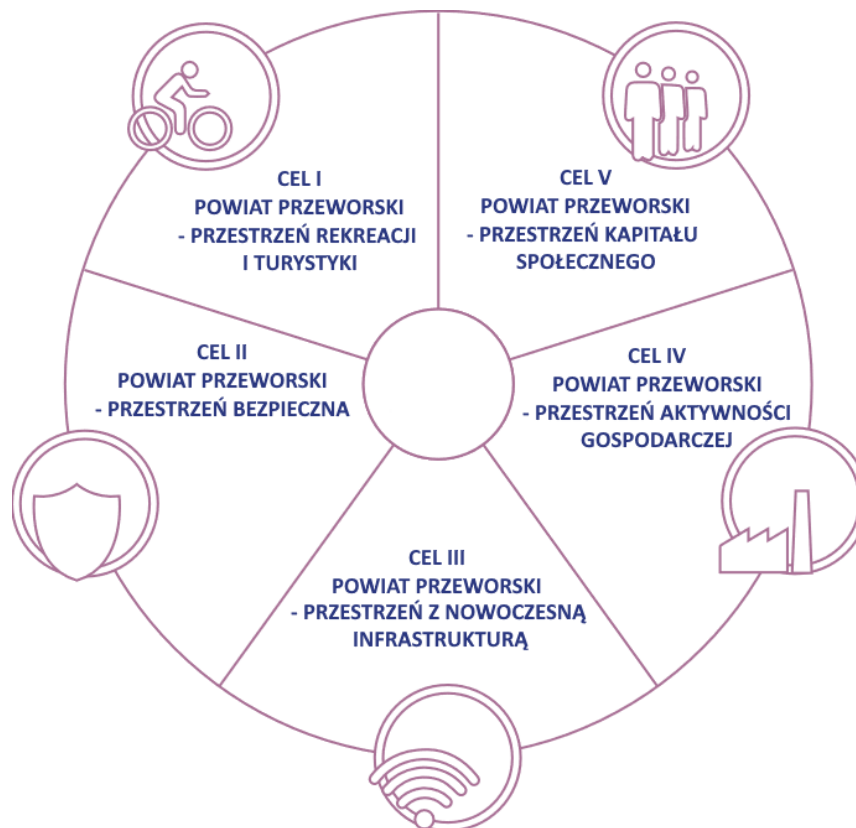 CEL I
POWIAT PRZEWORSKI
- PRZESTRZEŃ REKREACJI
I TURYSTYKI
CEL V
POWIAT PRZEWORSKI
- PRZESTRZEŃ KAPITAŁU
SPOŁECZNEGO
CEL II
POWIAT PRZEWORSKI
- PRZESTRZEŃ BEZPIECZNA
CEL IV
POWIAT PRZEWORSKI
- PRZESTRZEŃ AKTYWNOŚCI
GOSPODARCZEJ
CEL III
POWIAT PRZEWORSKI
- PRZESTRZEŃ Z NOWOCZESNĄ
INFRASTRUKTURĄ